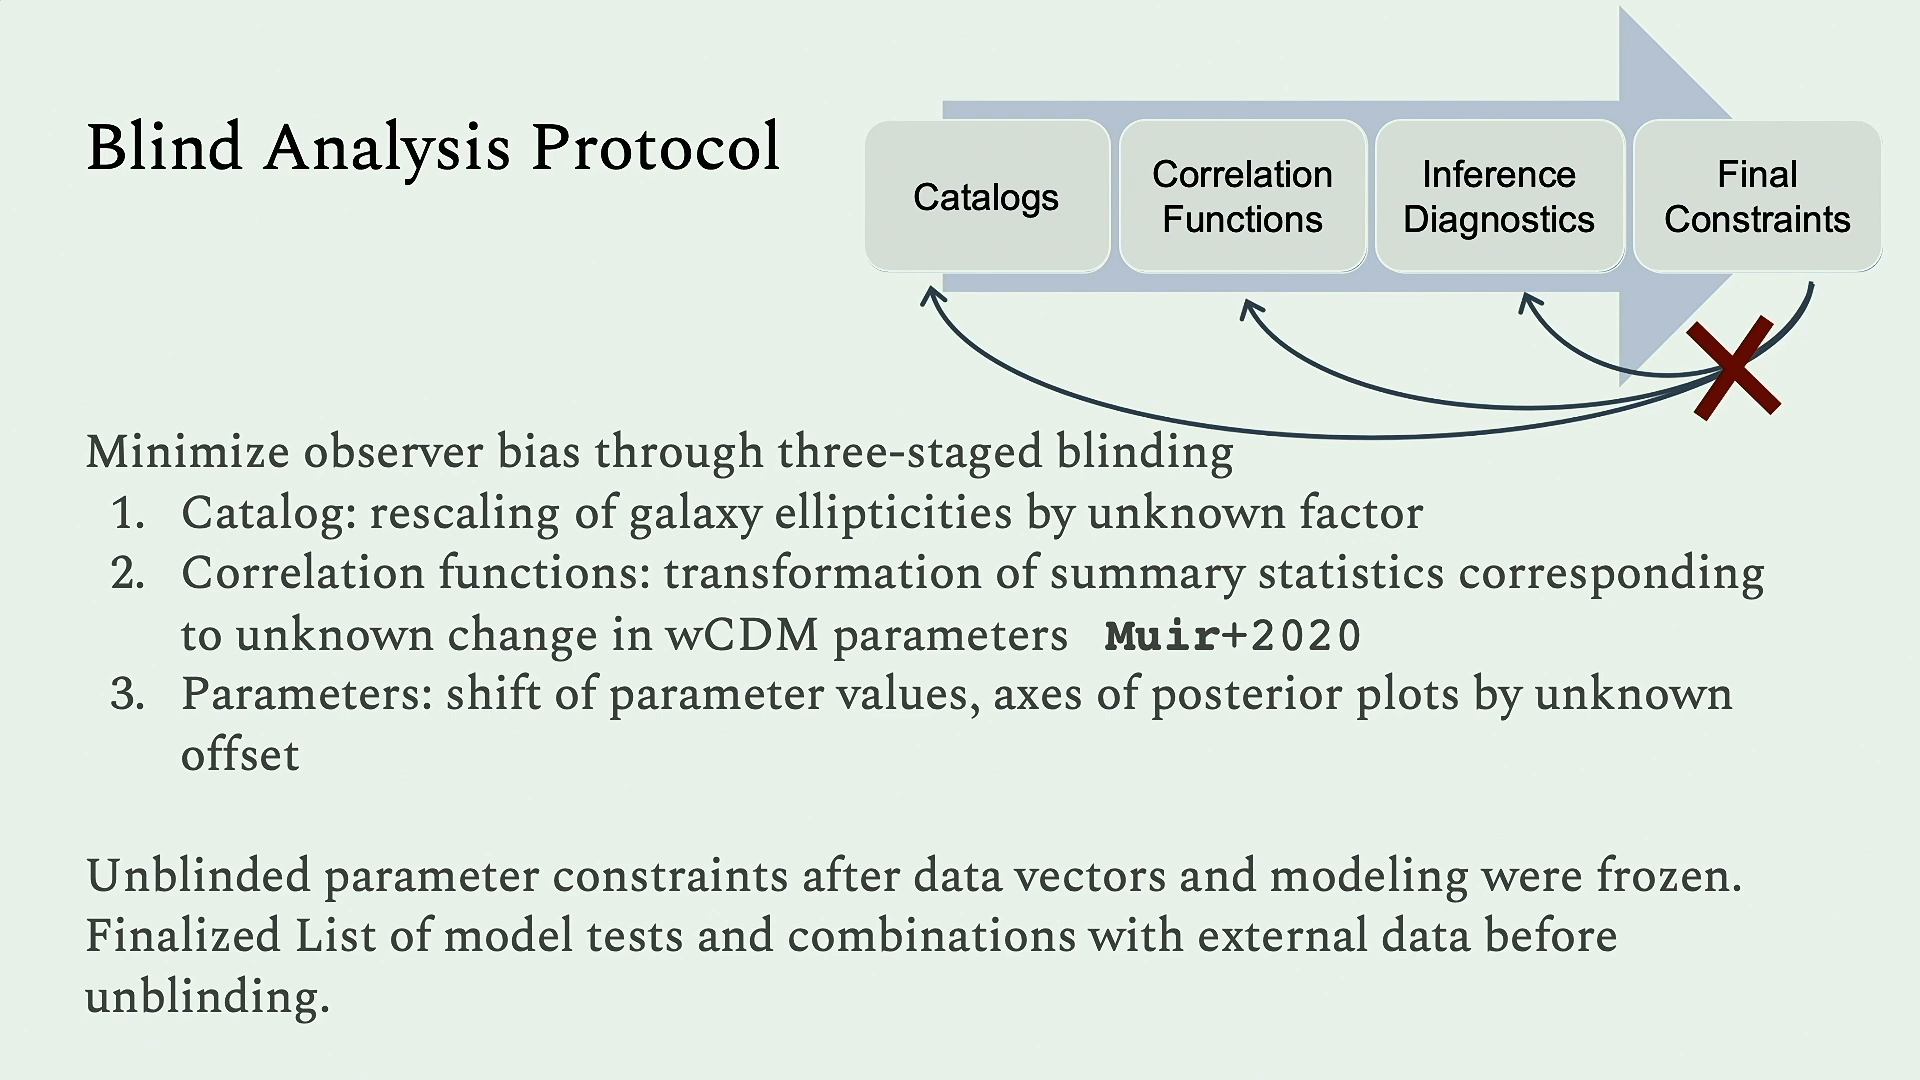 Blind Analysis Protocol
Catalogs
Correlation
Functions
Inference
Diagnostics
Final
Constraints
Minimize observer bias through three-staged blinding
1. Catalog: rescaling of galaxy ellipticities by unknown factor
2. Correlation functions: transformation of summary statistics corresponding
to unknown change in wCDM parameters Muir+2020
3. Parameters: shift of parameter values, axes of posterior plots by unknown
offset
Unblinded parameter constraints after data vectors and modeling were frozen.
Finalized List of model tests and combinations with external data before
unblinding.